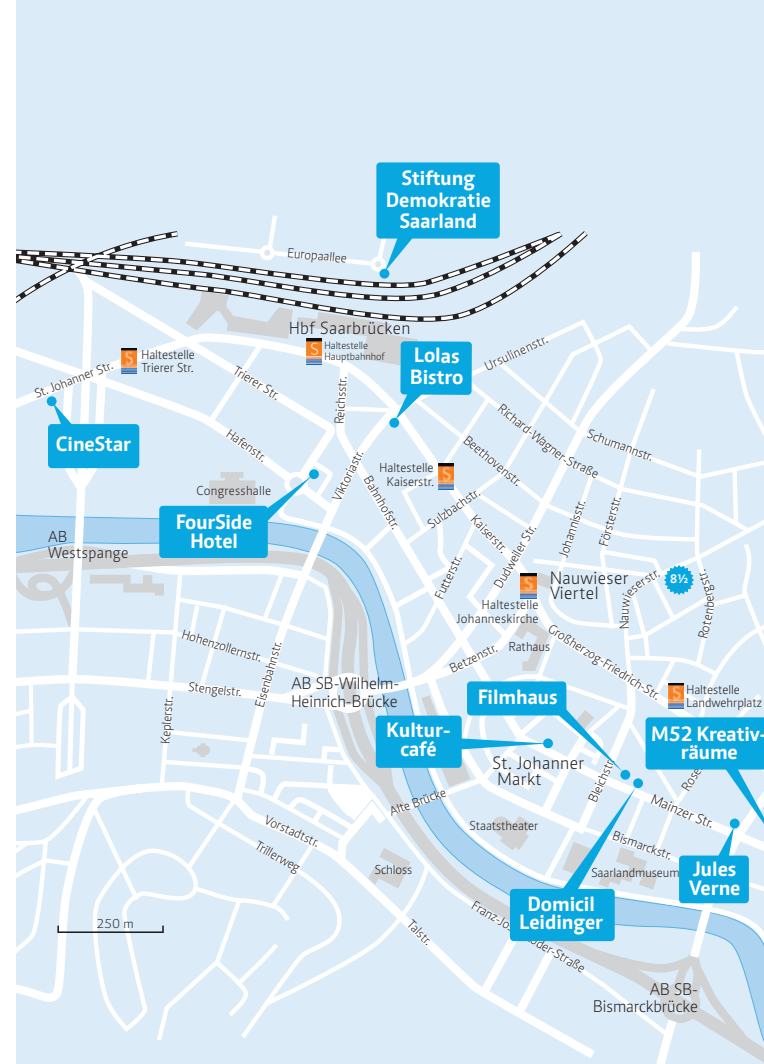 Stiftung
Demokratie
Saarland
Europaallee
Hbf Saarbrücken
Haltestelle
Hauptbahnhof
Haltestelle
Trierer Str.
St. Johanner Str.
Trierer Str.
Reichsstr.
Lolas
Bistro
Ursulinenstr.
CineStar
Hafenstr.
Richard-Wagner-Straße
Schumannstr.
Beethovenstr.
Viktoriastr.
Bahnhofstr.
Haltestelle
Kaiserstr.
Congresshalle
Sulzbachstr.
Kaiserstr.
Johannisstr.
Försterstr.
FourSide
Hotel
AB
Westspange
Dudweiler Str.
Futterstr.
Nauwieser
Viertel
Nauwieserstr.
8½
Rotenbergstr.
Haltestelle
Johanneskirche
Rathaus
Großherzog-Friedrich-Str.
Hohenzollernstr.
Eisenbahnstr.
Betzenstr.
Stengelstr.
Keplerstr.
AB SB-Wilhelm-
Heinrich-Brücke
Filmhaus
Haltestelle
Landwehrplatz
Kultur-
café
M52 Kreativ-
räume
St. Johanner
Markt
Bleichstr.
Alte Brücke
Mainzer Str.
Staatstheater
Vorstadtstr.
Trillerweg
Bismarckstr.
Schloss
Saarlandmuseum
Jules
Verne
Domicil
Leidinger
250 m
Talstr.
AB SB-
Bismarckbrücke